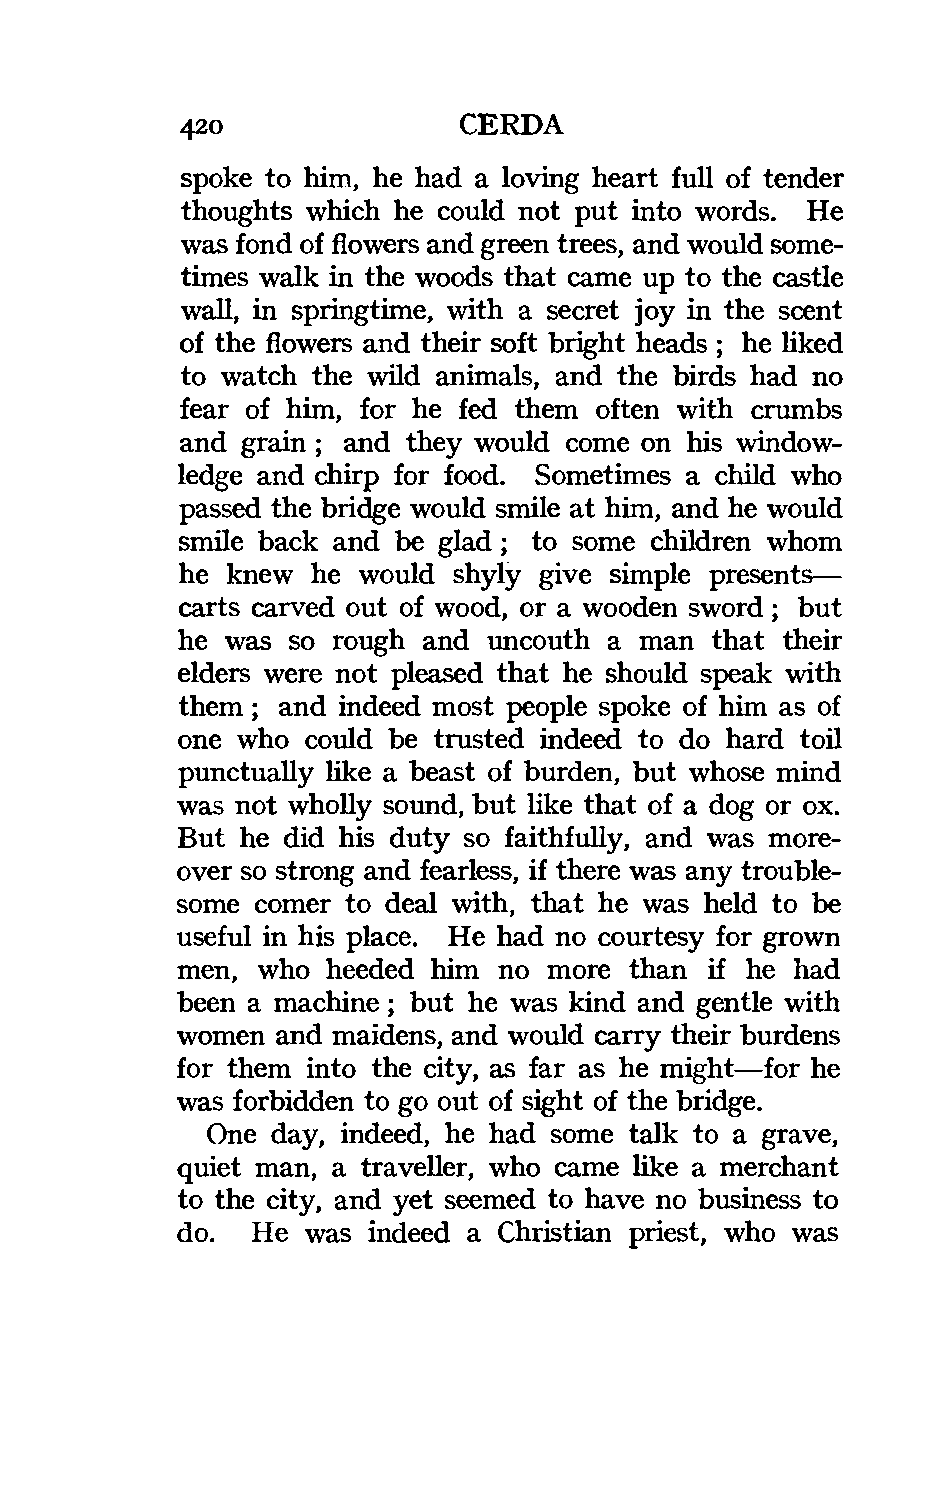 420 CERDA
spoke to him, he had a loving heart full of tender
thoughts which he could not put into words. He
was fond of flowers and green trees, and would some-
times walk in the woods that came up to the castle
wall, in springtime, with a secret joy in the scent
of the flowers and their soft bright heads ; he liked
to watch the wild animals, and the birds had no
fear of him, for he fed them often with crumbs
and grain ; and they would come on his window-
ledge and chirp for food. Sometimes a child who
passed the bridge would smile at him, and he would
smile back and be glad ; to some children whom
he knew he would shyly give simple presents—
carts carved out of wood, or a wooden sword ; but
he was so rough and uncouth a man that their
elders were not pleased that he should speak with
them ; and indeed most people spoke of him as of
one who could be trusted indeed to do hard toil
punctually like a beast of burden, but whose mind
was not wholly sound, but like that of a dog or ox.
But he did his duty so faithfully, and was more-
over so strong and fearless, if there was any trouble-
some comer to deal with, that he was held to be
useful in his place. He had no courtesy for grown
men, who heeded him no more than if he had
been a machine ; but he was kind and gentle with
women and maidens, and would carry their burdens
for them into the city, as far as he might—for he
was forbidden to go out of sight of the bridge.
One day, indeed, he had some talk to a grave,
quiet man, a traveller, who came like a merchant
to the city, and yet seemed to have no business to
do. He was indeed a Christian priest, who was